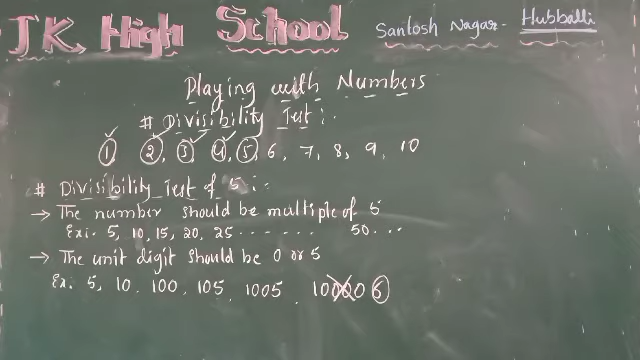 JK High School Santosh Nagar Hubballi
Playing with Numbers
# Divisibility Test :-
1, 2, 3, 4, 5, 6, 7, 8, 9, 10
# Divisibility Test of 5 :-
→ The number should be multiple of 5
Ex:- 5, 10, 15, 20, 25 - - - - - - 50 . . .
→ The unit digit should be 0 or 5
Ex. 5, 10, 100, 105, 1005, 100006